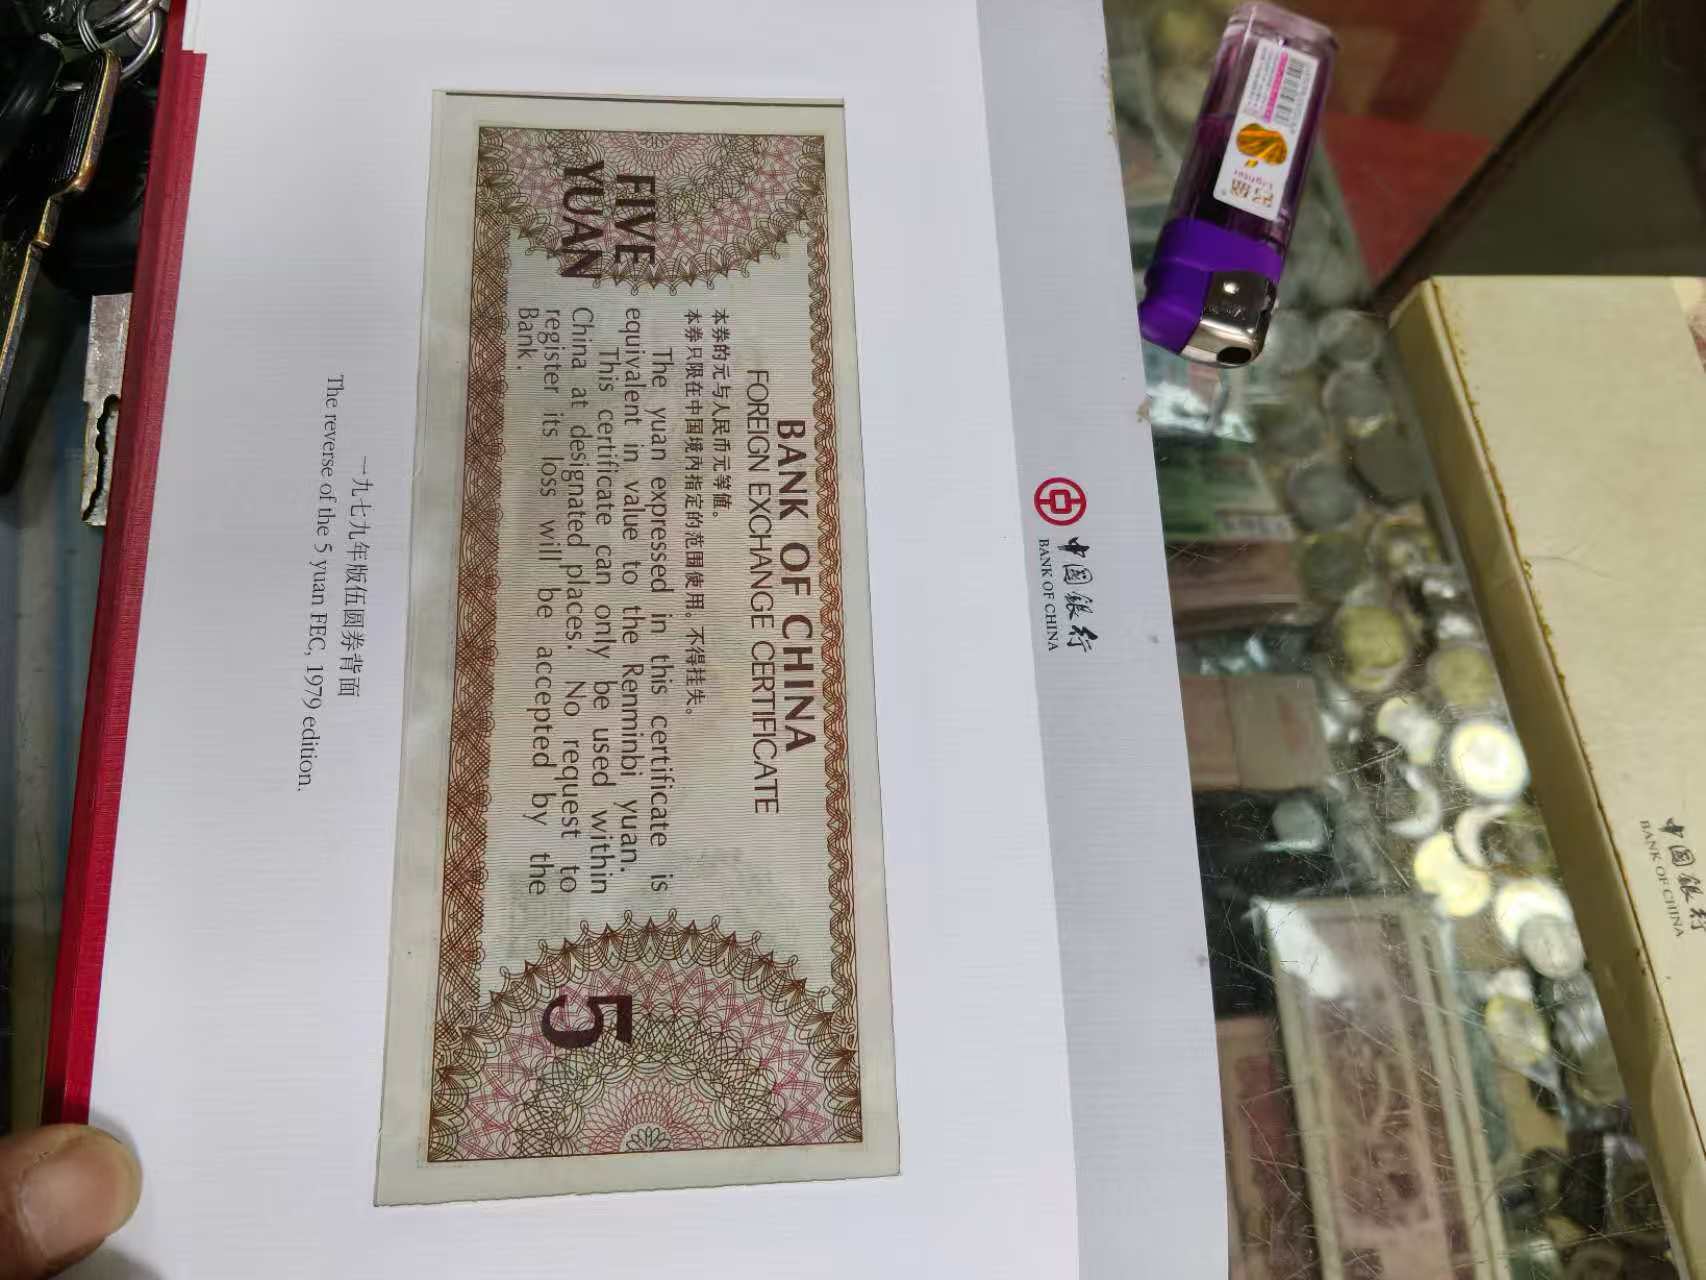 中国银行
BANK OF CHINA
BANK OF CHINA
FOREIGN EXCHANGE CERTIFICATE
本券的元与人民币元等值。
本券只限在中国境内指定的范围使用。不得挂失。
FIVE
YUAN
The yuan expressed in this certificate is
equivalent in value to the Renminbi yuan.
This certificate can only be used within
China at designated places. No request to
register its loss will be accepted by the
Bank.
5
一九七九年版伍圆券背面
The reverse of the 5 yuan FEC, 1979 edition.
中国银行
BANK OF CHINA
Lighter